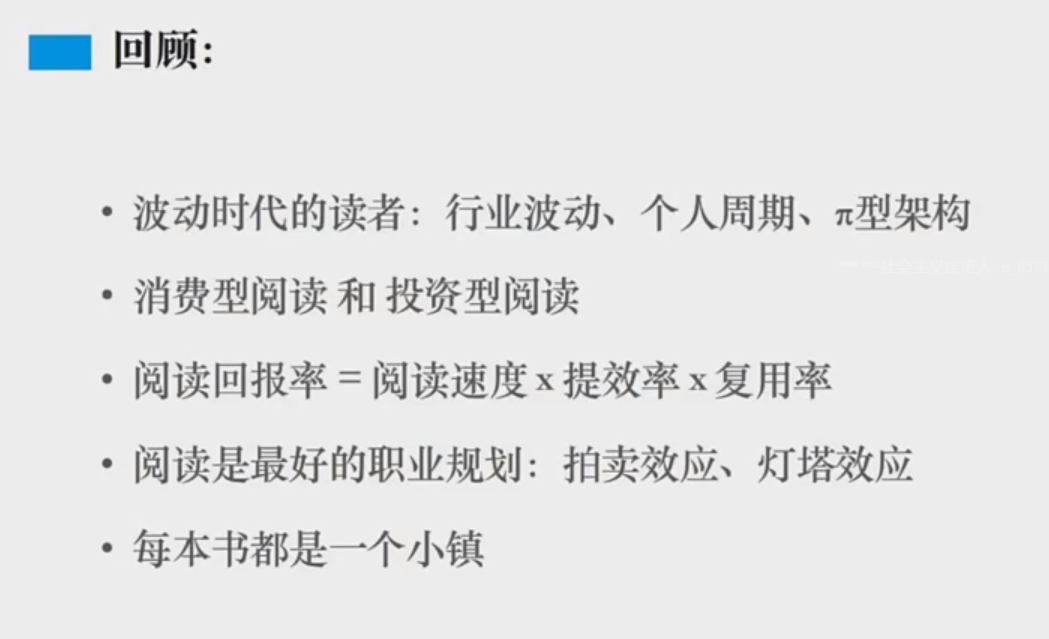 回顾：
• 波动时代的读者：行业波动、个人周期、π型架构
• 消费型阅读 和 投资型阅读
• 阅读回报率 = 阅读速度 x 提效率 x 复用率
• 阅读是最好的职业规划：拍卖效应、灯塔效应
• 每本书都是一个小镇